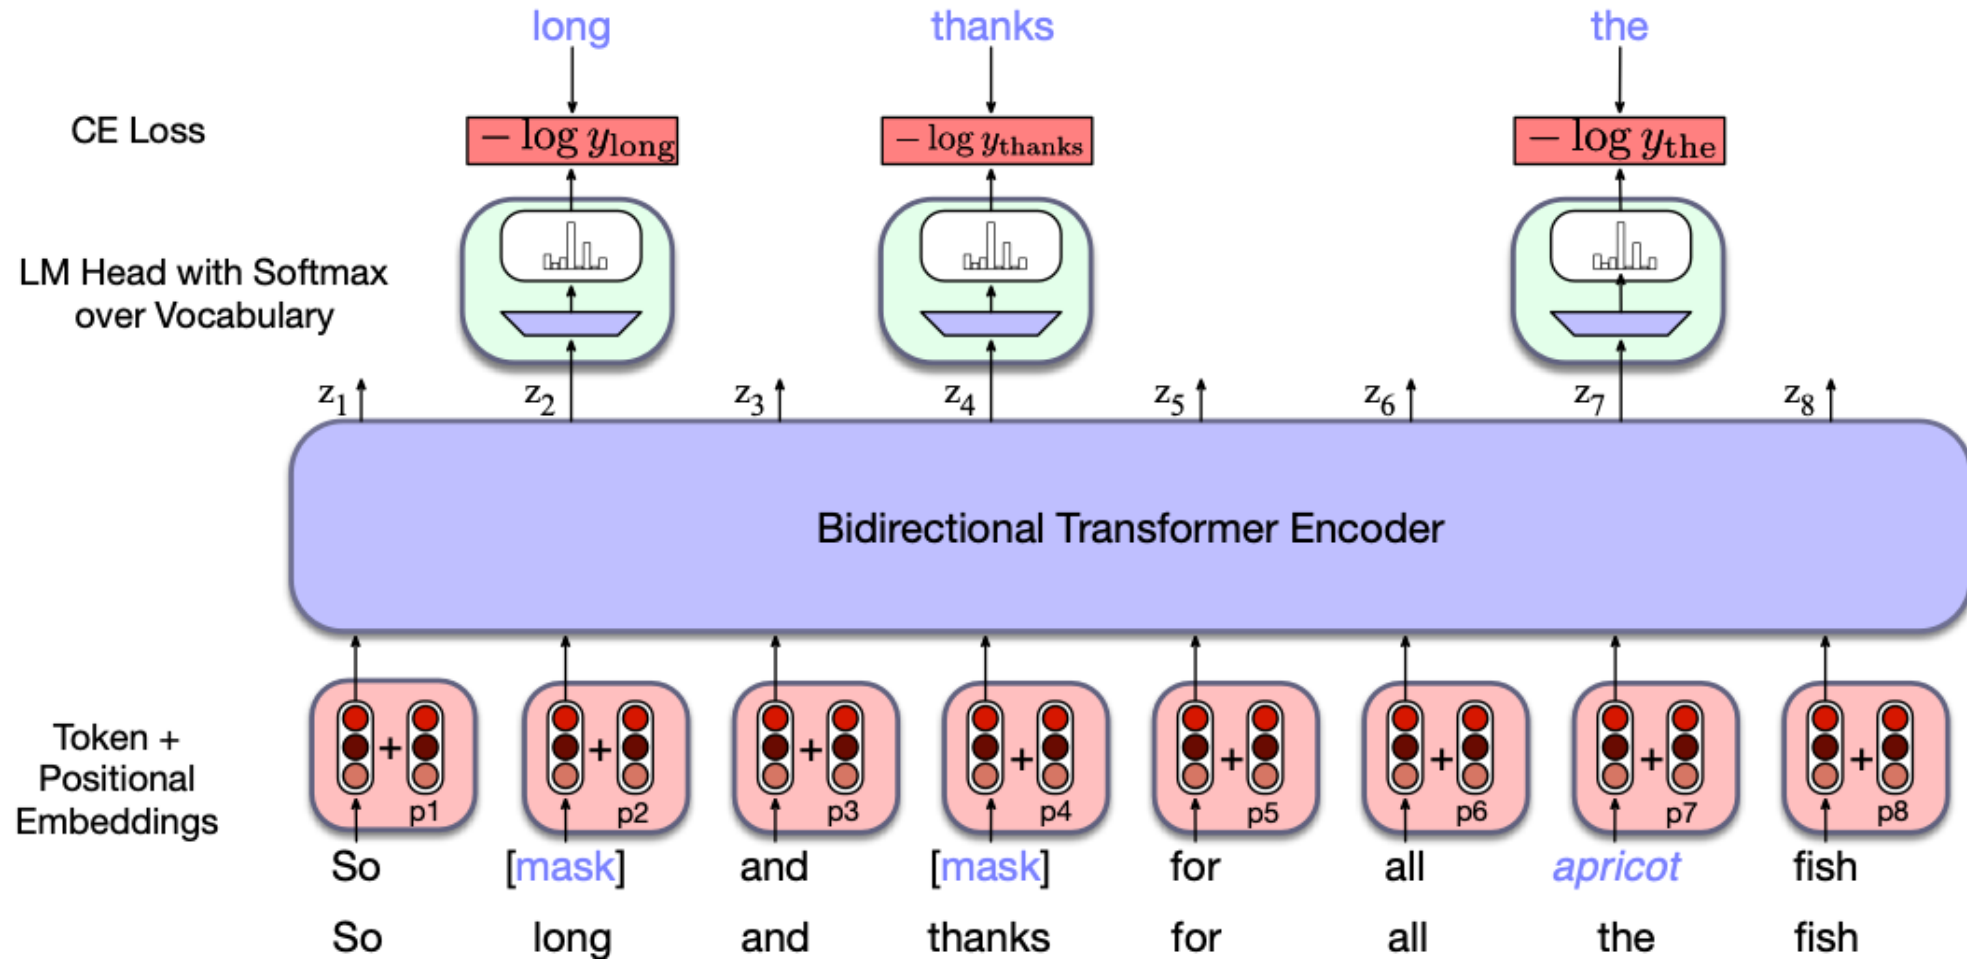 long thanks the
CE Loss
− log y_long − log y_thanks − log y_the
LM Head with Softmax
over Vocabulary
z1 z2 z3 z4 z5 z6 z7 z8
Bidirectional Transformer Encoder
Token +
Positional
Embeddings
+ + + + + + + +
p1 p2 p3 p4 p5 p6 p7 p8
So [mask] and [mask] for all apricot fish
So long and thanks for all the fish